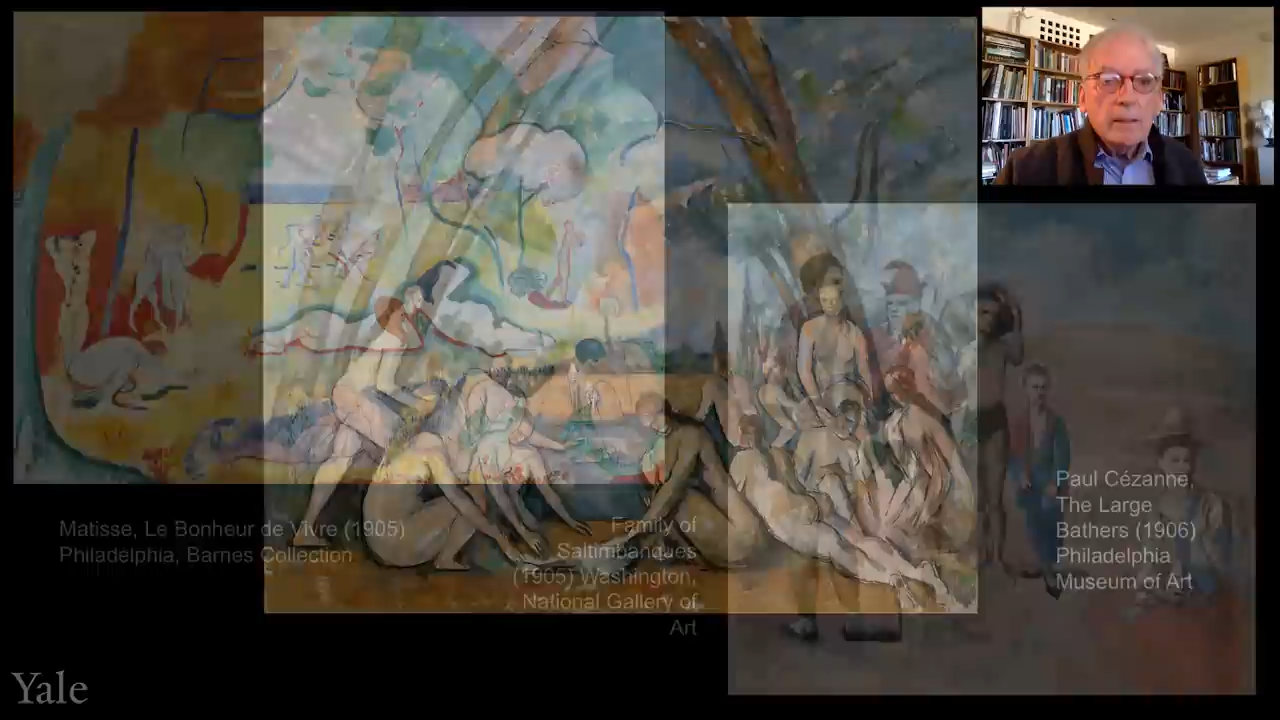 Matisse, Le Bonheur de Vivre (1905)
Philadelphia, Barnes Collection
Family of
Saltimbanques
(1905) Washington,
National Gallery of
Art
Paul Cézanne,
The Large
Bathers (1906)
Philadelphia
Museum of Art
Yale